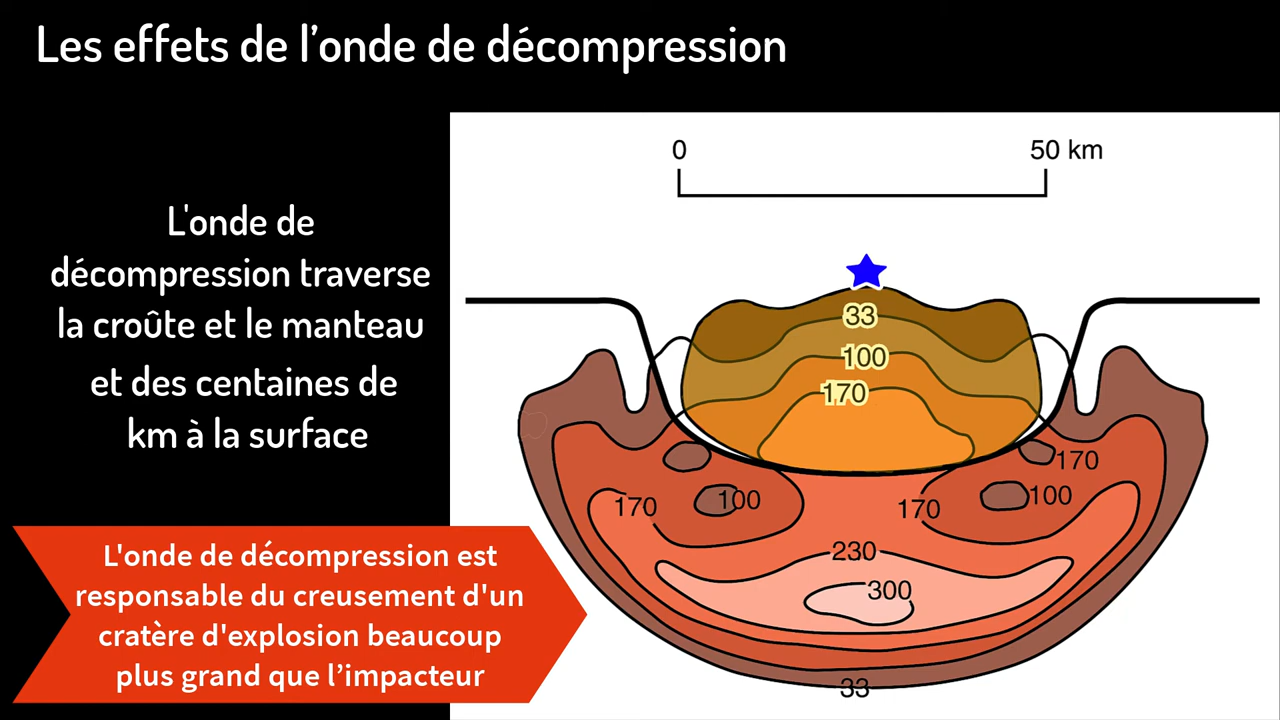 Les effets de l’onde de décompression
0
50 km
L'onde de
décompression traverse
la croûte et le manteau
et des centaines de
km à la surface
33
100
170
170
170
100
170
100
230
300
33
L'onde de décompression est
responsable du creusement d'un
cratère d'explosion beaucoup
plus grand que l’impacteur